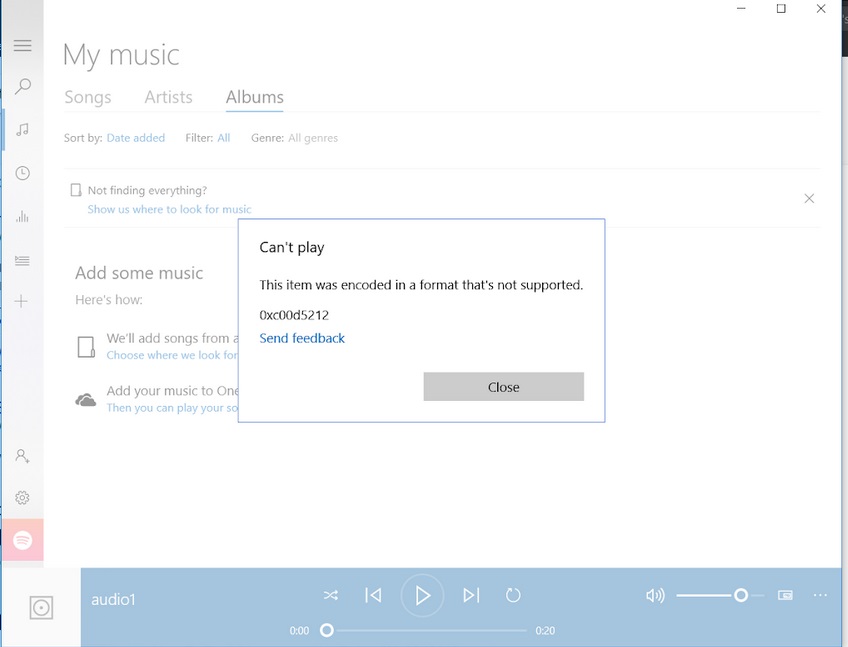 My music
Songs Artists Albums
Sort by: Date added Filter: All Genre: All genres
Not finding everything?
Show us where to look for music
Add some music
Here's how:
We'll add songs from a
Choose where we look for
Add your music to One
Then you can play your so
Can't play
This item was encoded in a format that's not supported.
0xc00d5212
Send feedback
Close
audio1
0:00 0:20